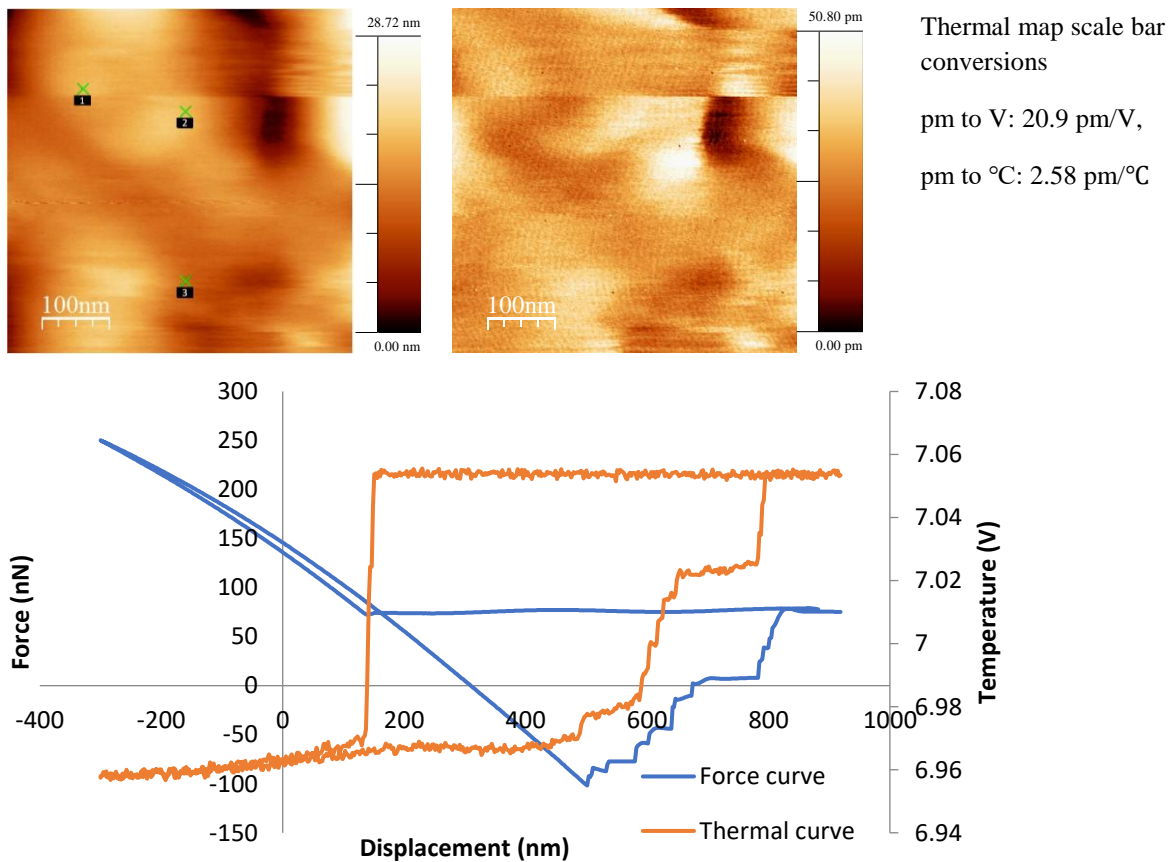 28.72 nm
1
2
3
100nm
0.00 nm
50.80 pm
100nm
0.00 pm
Thermal map scale bar
conversions
pm to V: 20.9 pm/V,
pm to °C: 2.58 pm/℃
300
250
200
150
100
50
0
-50
-100
-150
Force (nN)
-400
-200
0
200
400
600
800
1000
Displacement (nm)
7.08
7.06
7.04
7.02
7
6.98
6.96
6.94
Temperature (V)
Force curve
Thermal curve